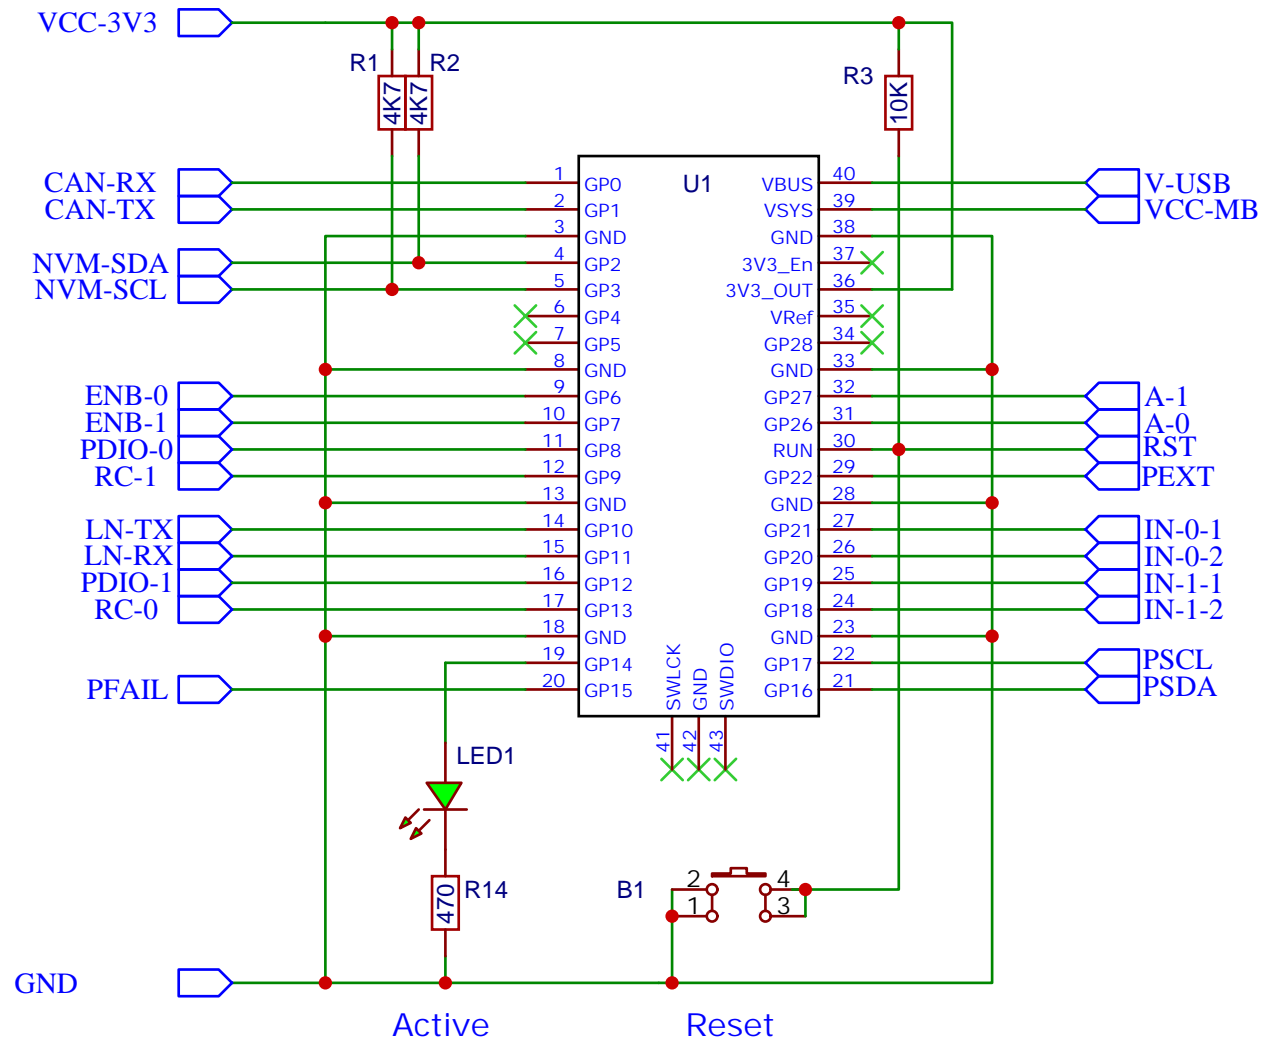 VCC-3V3
R1 R2
4K7 4K7
R3
10K
U1
CAN-RX 1 GP0 VBUS 40 V-USB
CAN-TX 2 GP1 VSYS 39 VCC-MB
3 GND GND 38
NVM-SDA 4 GP2 3V3_En 37
NVM-SCL 5 GP3 3V3_OUT 36
6 GP4 VRef 35
7 GP5 GP28 34
8 GND GND 33
ENB-0 9 GP6 GP27 32 A-1
ENB-1 10 GP7 GP26 31 A-0
PDIO-0 11 GP8 RUN 30 RST
RC-1 12 GP9 GP22 29 PEXT
13 GND GND 28
LN-TX 14 GP10 GP21 27 IN-0-1
LN-RX 15 GP11 GP20 26 IN-0-2
PDIO-1 16 GP12 GP19 25 IN-1-1
RC-0 17 GP13 GP18 24 IN-1-2
18 GND GND 23
19 GP14 GP17 22 PSCL
PFAIL 20 GP15 GP16 21 PSDA
SWLCK GND SWDIO
41 42 43
LED1
R14
470
B1
2 4
1 3
GND
Active Reset